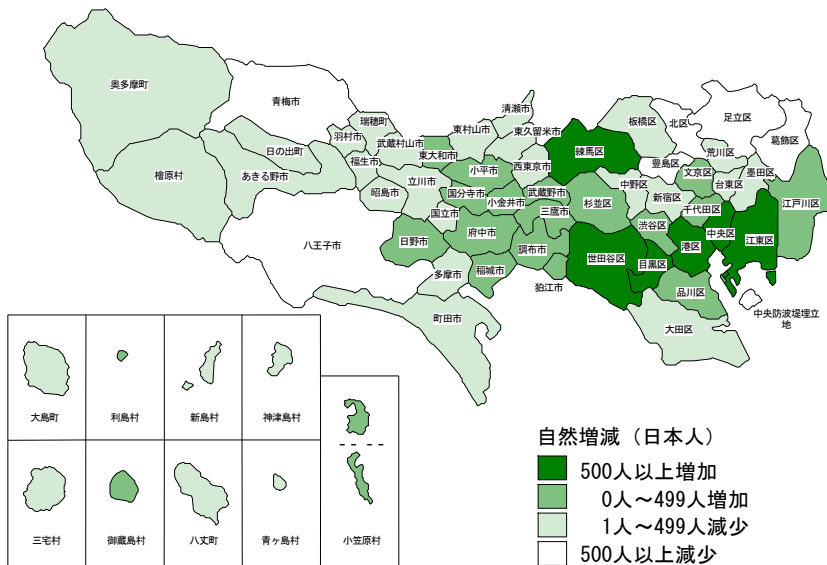 奥多摩町
青梅市
瑞穂町
羽村市
武蔵村山市
東村山市
清瀬市
東久留米市
板橋区
北区
足立区
葛飾区
日の出町
福生市
東大和市
小平市
西東京市
練馬区
豊島区
文京区
荒川区
墨田区
台東区
檜原村
あきる野市
昭島市
立川市
国分寺市
小金井市
武蔵野市
三鷹市
杉並区
中野区
新宿区
千代田区
江戸川区
国立市
八王子市
日野市
府中市
調布市
渋谷区
中央区
江東区
港区
世田谷区
目黒区
多摩市
稲城市
狛江市
品川区
町田市
大田区
中央防波堤埋立
地
大島町
利島村
新島村
神津島村
三宅村
御蔵島村
八丈町
青ヶ島村
小笠原村
自然増減（日本人）
500人以上増加
0人～499人増加
1人～499人減少
500人以上減少